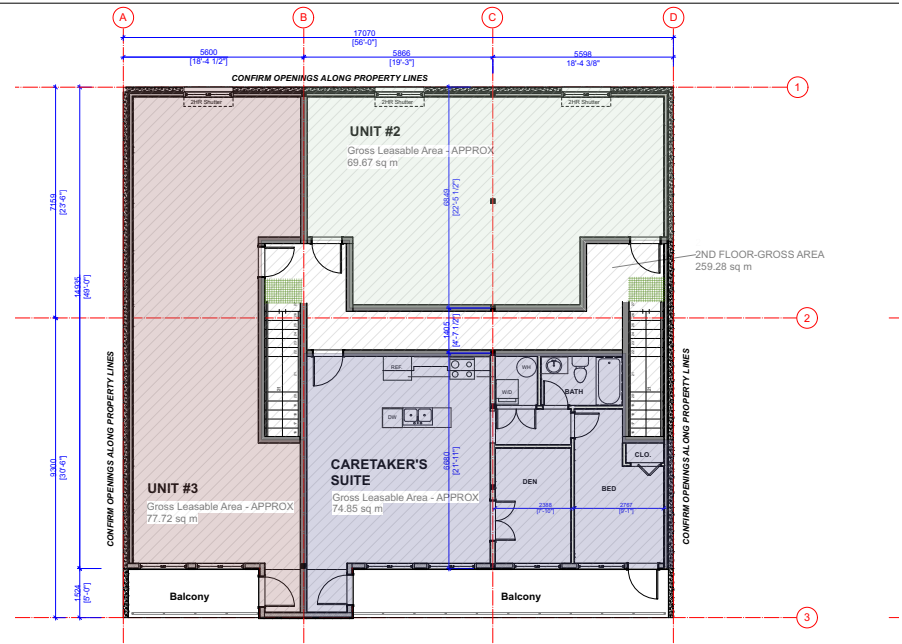 A
B
C
D
17070
[56'-0"]
5600
[18'-4 1/2"]
5866
[19'-3"]
5598
18'-4 3/8"
CONFIRM OPENINGS ALONG PROPERTY LINES
1
2HR Shutter
2HR Shutter
2HR Shutter
UNIT #2
Gross Leasable Area - APPROX
69.67 sq m
7159
[23'-6"]
6849
[22'-5 1/2"]
2ND FLOOR-GROSS AREA
259.28 sq m
14935
[49'-0"]
2
1405
[4'-7 1/2"]
REF.
WH
W/D
BATH
DW
CLO.
CONFIRM OPENINGS ALONG PROPERTY LINES
CONFIRM OPENINGS ALONG PROPERTY LINES
9300
[30'-6"]
6680
[21'-11"]
CARETAKER'S
SUITE
Gross Leasable Area - APPROX
74.85 sq m
UNIT #3
Gross Leasable Area - APPROX
77.72 sq m
DEN
BED
2388
[7'-10"]
2767
[9'-1"]
1524
[5'-0"]
Balcony
Balcony
3